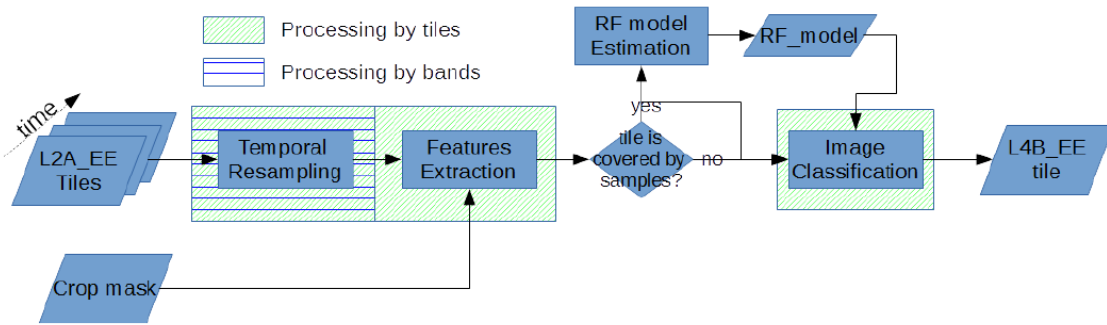 Processing by tiles
Processing by bands
RF model
Estimation
RF_model
time
L2A_EE
Tiles
Temporal
Resampling
Features
Extraction
yes
tile is
covered by
samples?
no
Image
Classification
L4B_EE
tile
Crop mask